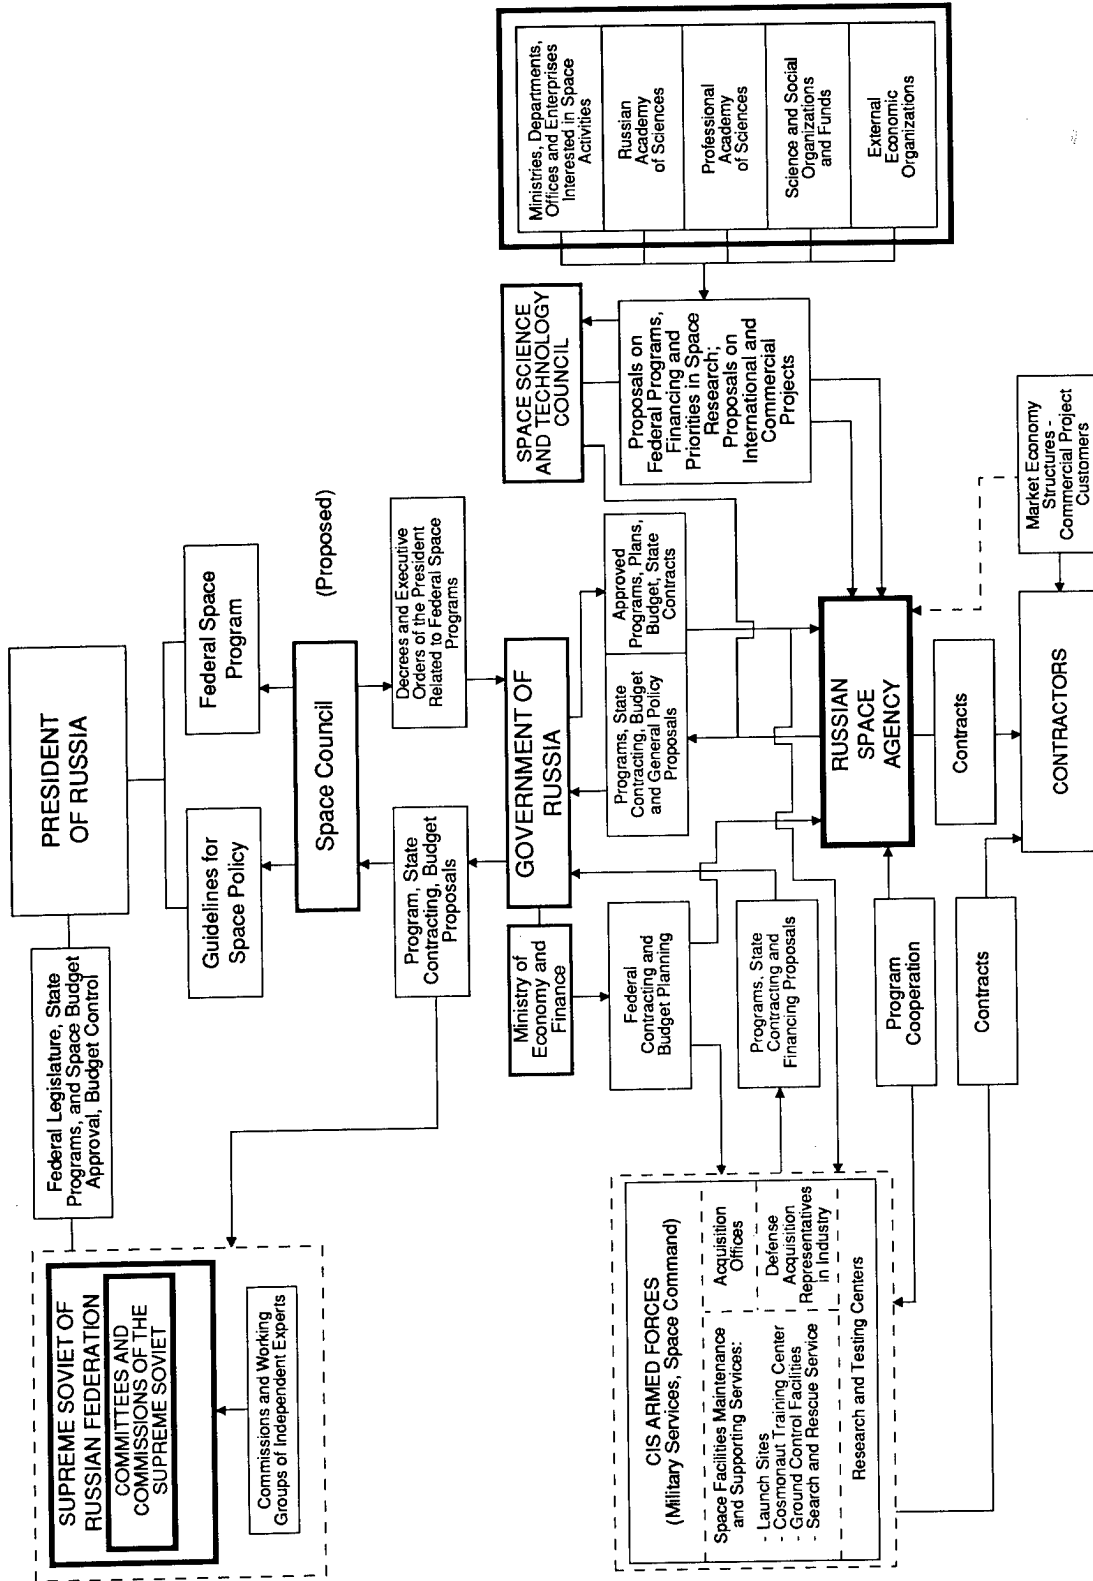 SUPREME SOVIET OF
RUSSIAN FEDERATION
COMMITTEES AND
COMMISSIONS OF THE
SUPREME SOVIET
Commissions and Working
Groups of Independent Experts
Federal Legislature, State
Programs, and Space Budget
Approval, Budget Control
PRESIDENT
OF RUSSIA
Guidelines for
Space Policy
Federal Space
Program
Space Council
(Proposed)
Program, State
Contracting, Budget
Proposals
Decrees and Executive
Orders of the President
Related to Federal Space
Programs
Ministry of
Economy and
Finance
GOVERNMENT OF
RUSSIA
SPACE SCIENCE
AND TECHNOLOGY
COUNCIL
Federal
Contracting and
Budget Planning
Programs, State
Contracting, Budget
and General Policy
Proposals
Approved
Programs, Plans,
Budget, State
Contracts
Proposals on
Federal Programs,
Financing and
Priorities in Space
Research;
Proposals on
International and
Commercial
Projects
Ministries, Departments,
Offices and Enterprises
Interested in Space
Activities
Russian
Academy
of Sciences
Professional
Academy
of Sciences
Science and Social
Organizations
and Funds
External
Economic
Organizations
CIS ARMED FORCES
(Military Services, Space Command)
Space Facilities Maintenance
and Supporting Services:
- Launch Sites
- Cosmonaut Training Center
- Ground Control Facilities
- Search and Rescue Service
Acquisition
Offices
Defense
Acquisition
Representatives
in Industry
Research and Testing Centers
Programs, State
Contracting and
Financing Proposals
RUSSIAN
SPACE
AGENCY
Program
Cooperation
Contracts
Contracts
CONTRACTORS
Market Economy
Structures -
Commercial Project
Customers